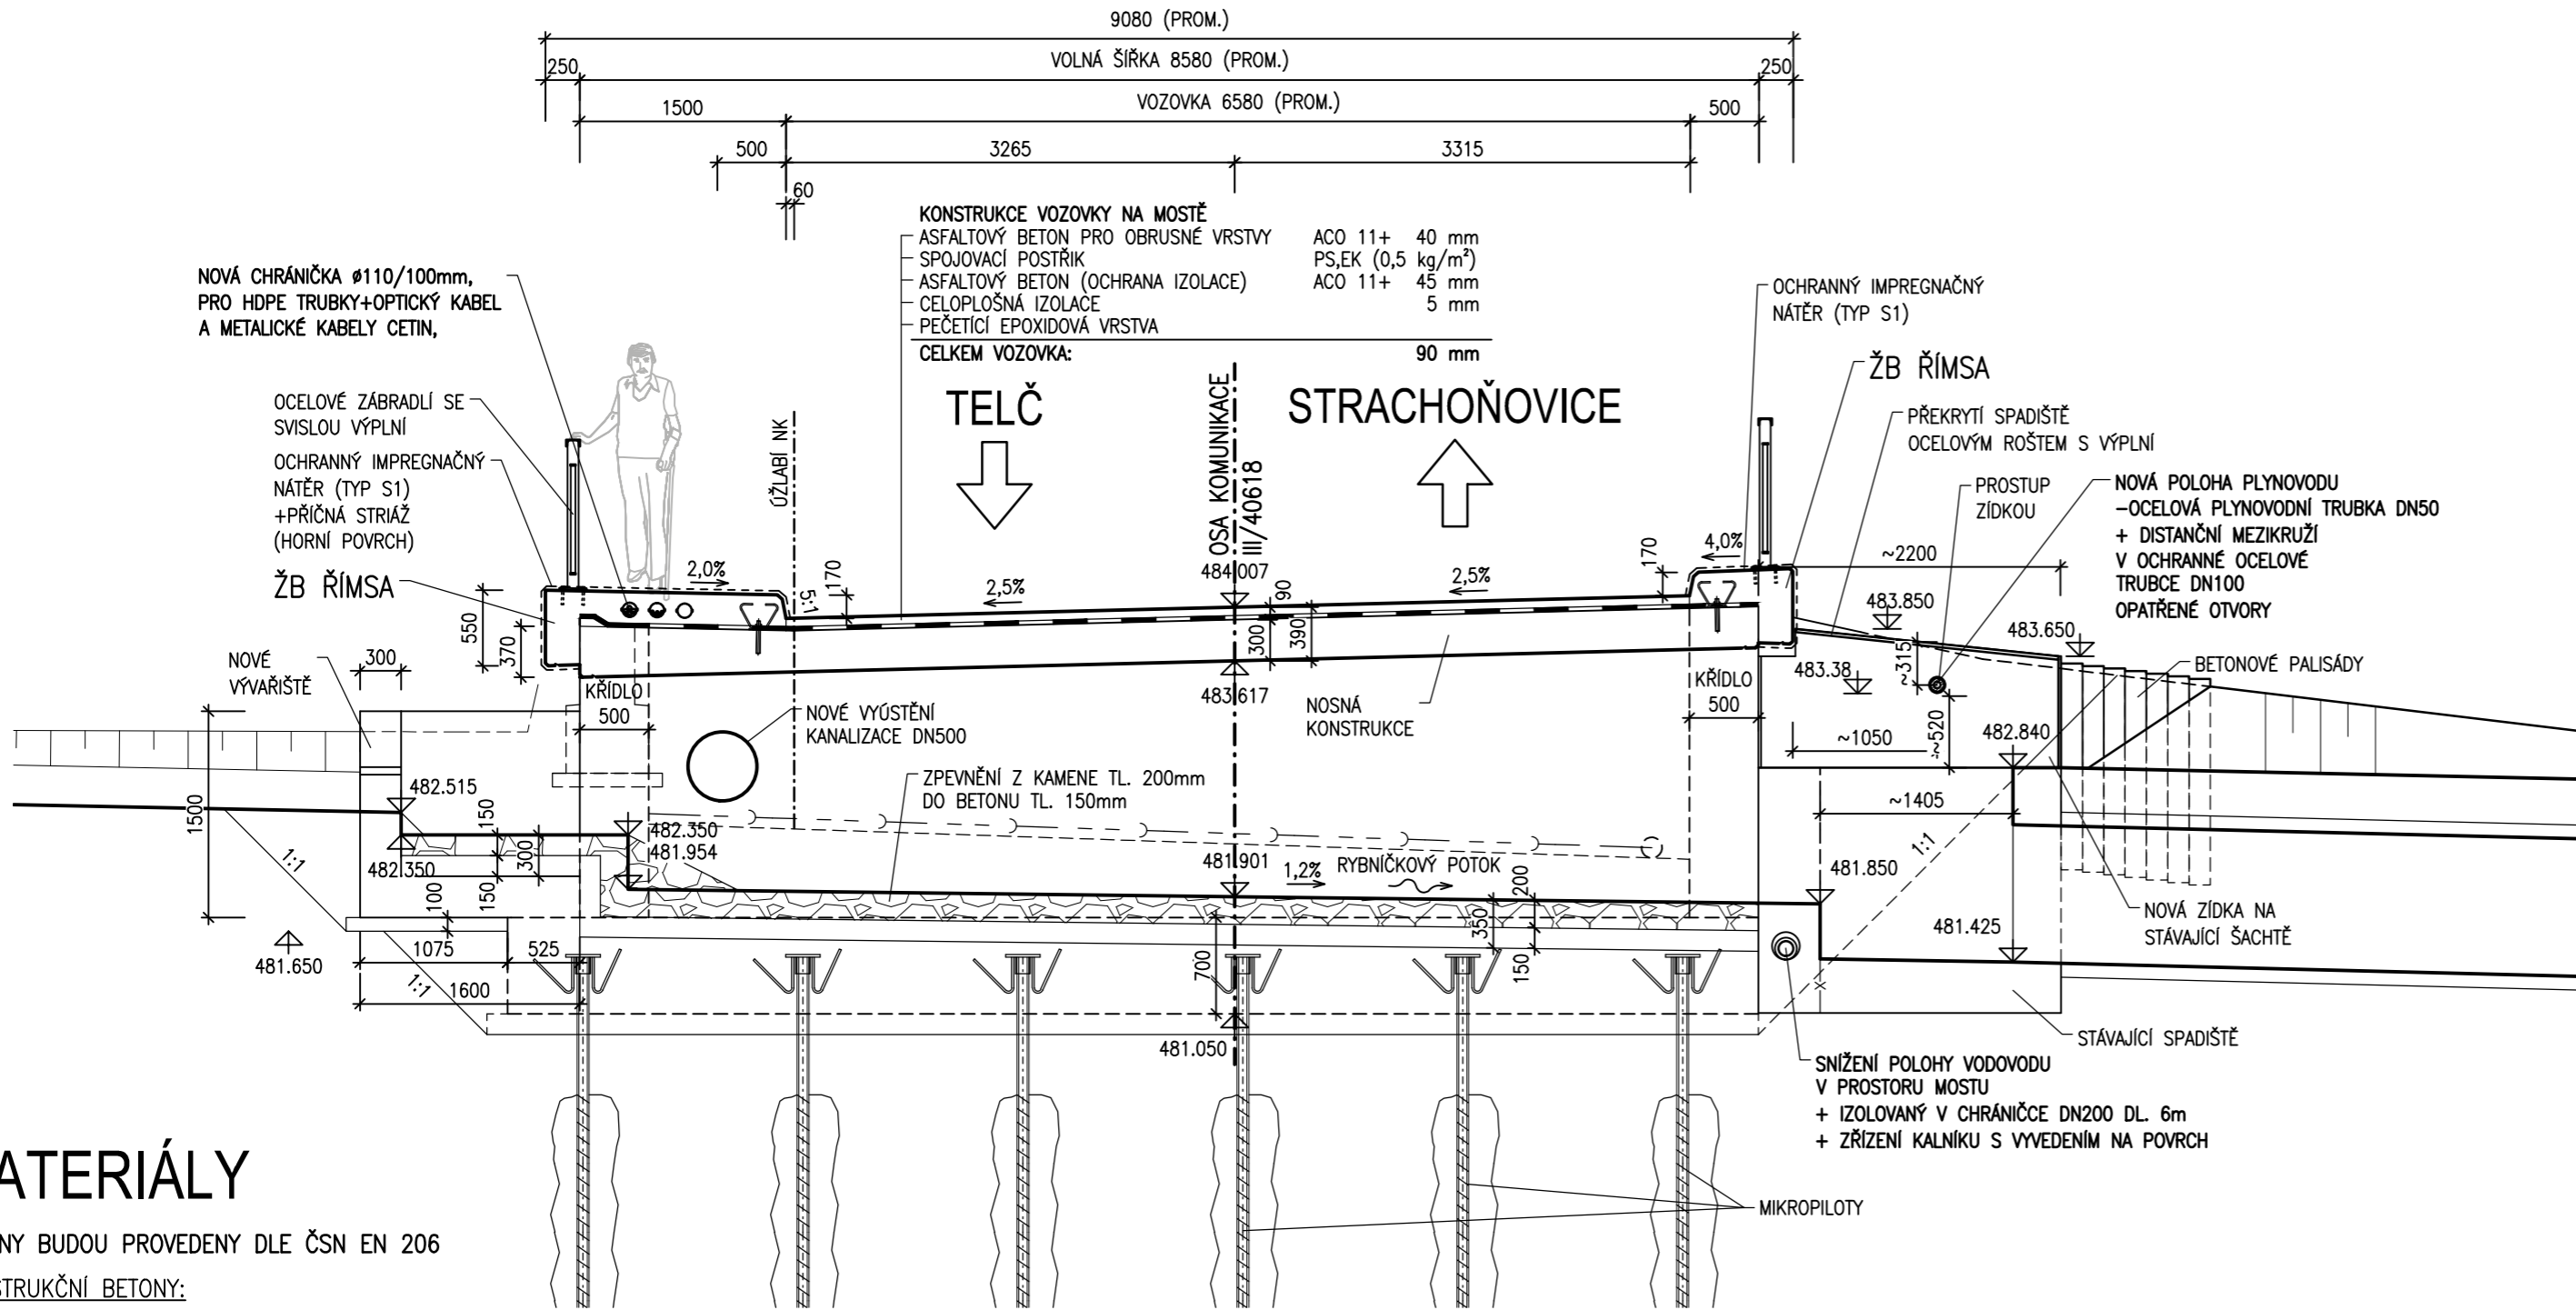 9080 (PROM.)
250
VOLNÁ ŠÍŘKA 8580 (PROM.)
250
1500
VOZOVKA 6580 (PROM.)
500
500
3265
3315
60
KONSTRUKCE VOZOVKY NA MOSTĚ
ASFALTOVÝ BETON PRO OBRUSNÉ VRSTVY ACO 11+ 40 mm
SPOJOVACÍ POSTŘIK PS,EK (0,5 kg/m²)
ASFALTOVÝ BETON (OCHRANA IZOLACE) ACO 11+ 45 mm
CELOPLOŠNÁ IZOLACE 5 mm
PEČETÍCÍ EPOXIDOVÁ VRSTVA
CELKEM VOZOVKA: 90 mm
NOVÁ CHRÁNIČKA ø110/100mm,
PRO HDPE TRUBKY+OPTICKÝ KABEL
A METALICKÉ KABELY CETIN,
OCELOVÉ ZÁBRADLÍ SE
SVISLOU VÝPLNÍ
OCHRANNÝ IMPREGNAČNÝ
NÁTĚR (TYP S1)
+PŘÍČNÁ STRIÁŽ
(HORNÍ POVRCH)
ŽB ŘÍMSA
ÚŽLABÍ NK
TELČ
OSA KOMUNIKACE
III/40618
STRACHOŇOVICE
OCHRANNÝ IMPREGNAČNÝ
NÁTĚR (TYP S1)
ŽB ŘÍMSA
PŘEKRYTÍ SPADIŠTĚ
OCELOVÝM ROŠTEM S VÝPLNÍ
PROSTUP
ZÍDKOU
NOVÁ POLOHA PLYNOVODU
-OCELOVÁ PLYNOVODNÍ TRUBKA DN50
+ DISTANČNÍ MEZIKRUŽÍ
V OCHRANNÉ OCELOVÉ
TRUBCE DN100
OPATŘENÉ OTVORY
2,0%
5:1
170
2,5%
484.007
90
300
390
2,5%
170
4,0%
~2200
483.850
483.650
~315
483.38
BETONOVÉ PALISÁDY
550
370
300
NOVÉ
VÝVAŘIŠTĚ
KŘÍDLO
500
NOVÉ VYÚSTĚNÍ
KANALIZACE DN500
483.617
NOSNÁ
KONSTRUKCE
KŘÍDLO
500
~1050
~520
482.840
1500
482.515
150
ZPEVNĚNÍ Z KAMENE TL. 200mm
DO BETONU TL. 150mm
~1405
1:1
482.350
481.954
482.350
300
150
100
1:1
481.901
1,2%
RYBNÍČKOVÝ POTOK
200
350
150
700
481.850
481.425
NOVÁ ZÍDKA NA
STÁVAJÍCÍ ŠACHTĚ
481.650
1075
525
1:1
1600
481.050
STÁVAJÍCÍ SPADIŠTĚ
SNÍŽENÍ POLOHY VODOVODU
V PROSTORU MOSTU
+ IZOLOVANÝ V CHRÁNIČCE DN200 DL. 6m
+ ZŘÍZENÍ KALNÍKU S VYVEDENÍM NA POVRCH
MIKROPILOTY
ATERIÁLY
NY BUDOU PROVEDENY DLE ČSN EN 206
STRUKČNÍ BETONY: